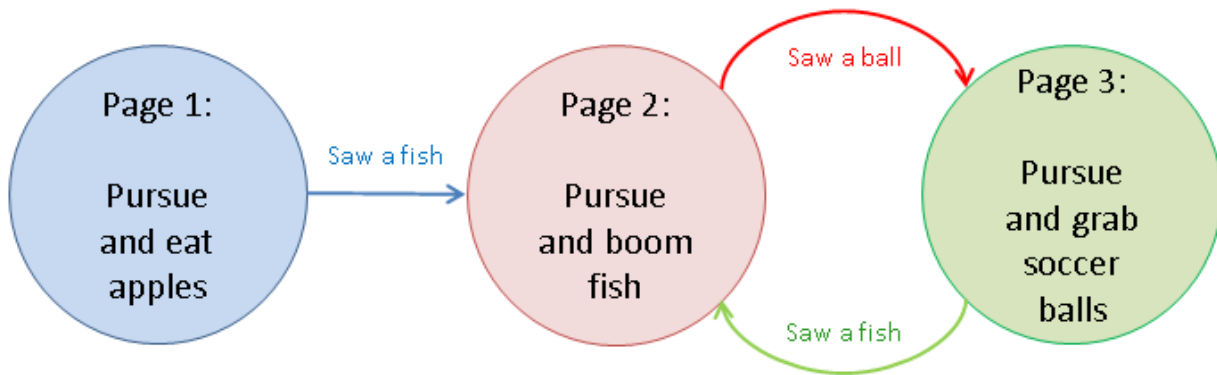 Page 1:
Pursue
and eat
apples
Saw a fish
Page 2:
Pursue
and boom
fish
Saw a ball
Saw a fish
Page 3:
Pursue
and grab
soccer
balls